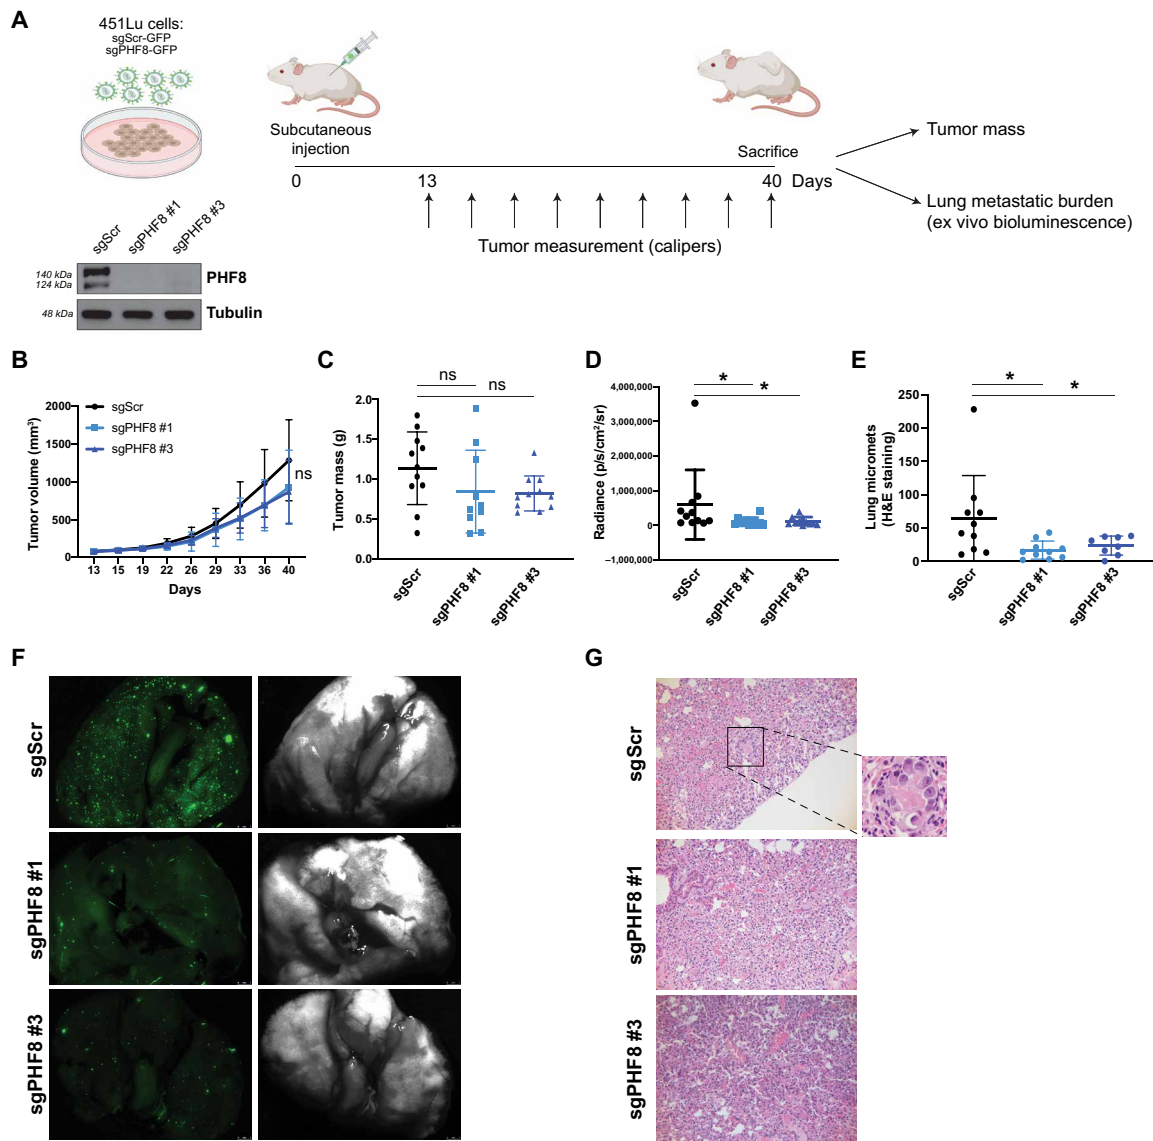 A
451Lu cells:
sgScr-GFP
sgPHF8-GFP
Subcutaneous
injection
Sacrifice
0
13
40
Days
Tumor measurement (calipers)
Tumor mass
Lung metastatic burden
(ex vivo bioluminescence)
sgScr
sgPHF8 #1
sgPHF8 #3
140 kDa
124 kDa
PHF8
48 kDa
Tubulin
B
Tumor volume (mm³)
2000
1500
1000
500
0
sgScr
sgPHF8 #1
sgPHF8 #3
ns
13 15 19 22 26 29 33 36 40
Days
C
ns
ns
Tumor mass (g)
2.0
1.5
1.0
0.5
0.0
sgScr
sgPHF8 #1
sgPHF8 #3
D
*
*
Radiance (p/s/cm²/sr)
4,000,000
3,000,000
2,000,000
1,000,000
0
–1,000,000
sgScr
sgPHF8 #1
sgPHF8 #3
E
*
*
Lung micromets
(H&E staining)
250
200
150
100
50
0
sgScr
sgPHF8 #1
sgPHF8 #3
F
sgScr
sgPHF8 #1
sgPHF8 #3
G
sgScr
sgPHF8 #1
sgPHF8 #3